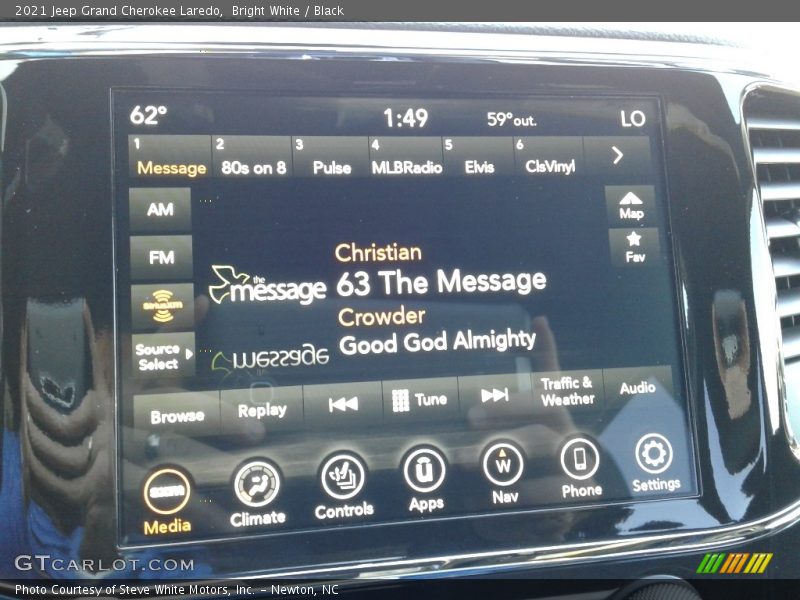 2021 Jeep Grand Cherokee Laredo, Bright White / Black
62° 1:49 59°out. LO
1 Message 2 80s on 8 3 Pulse 4 MLBRadio 5 Elvis 6 ClsVinyl
AM
Map
FM
Fav
Christian
the message
63 The Message
siriusxm
Crowder
Source Select
message
Good God Almighty
Browse Replay Tune Traffic & Weather Audio
sxm
Media Climate Controls Apps W Nav Phone Settings
GTCARLOT.COM
Photo Courtesy of Steve White Motors, Inc. - Newton, NC